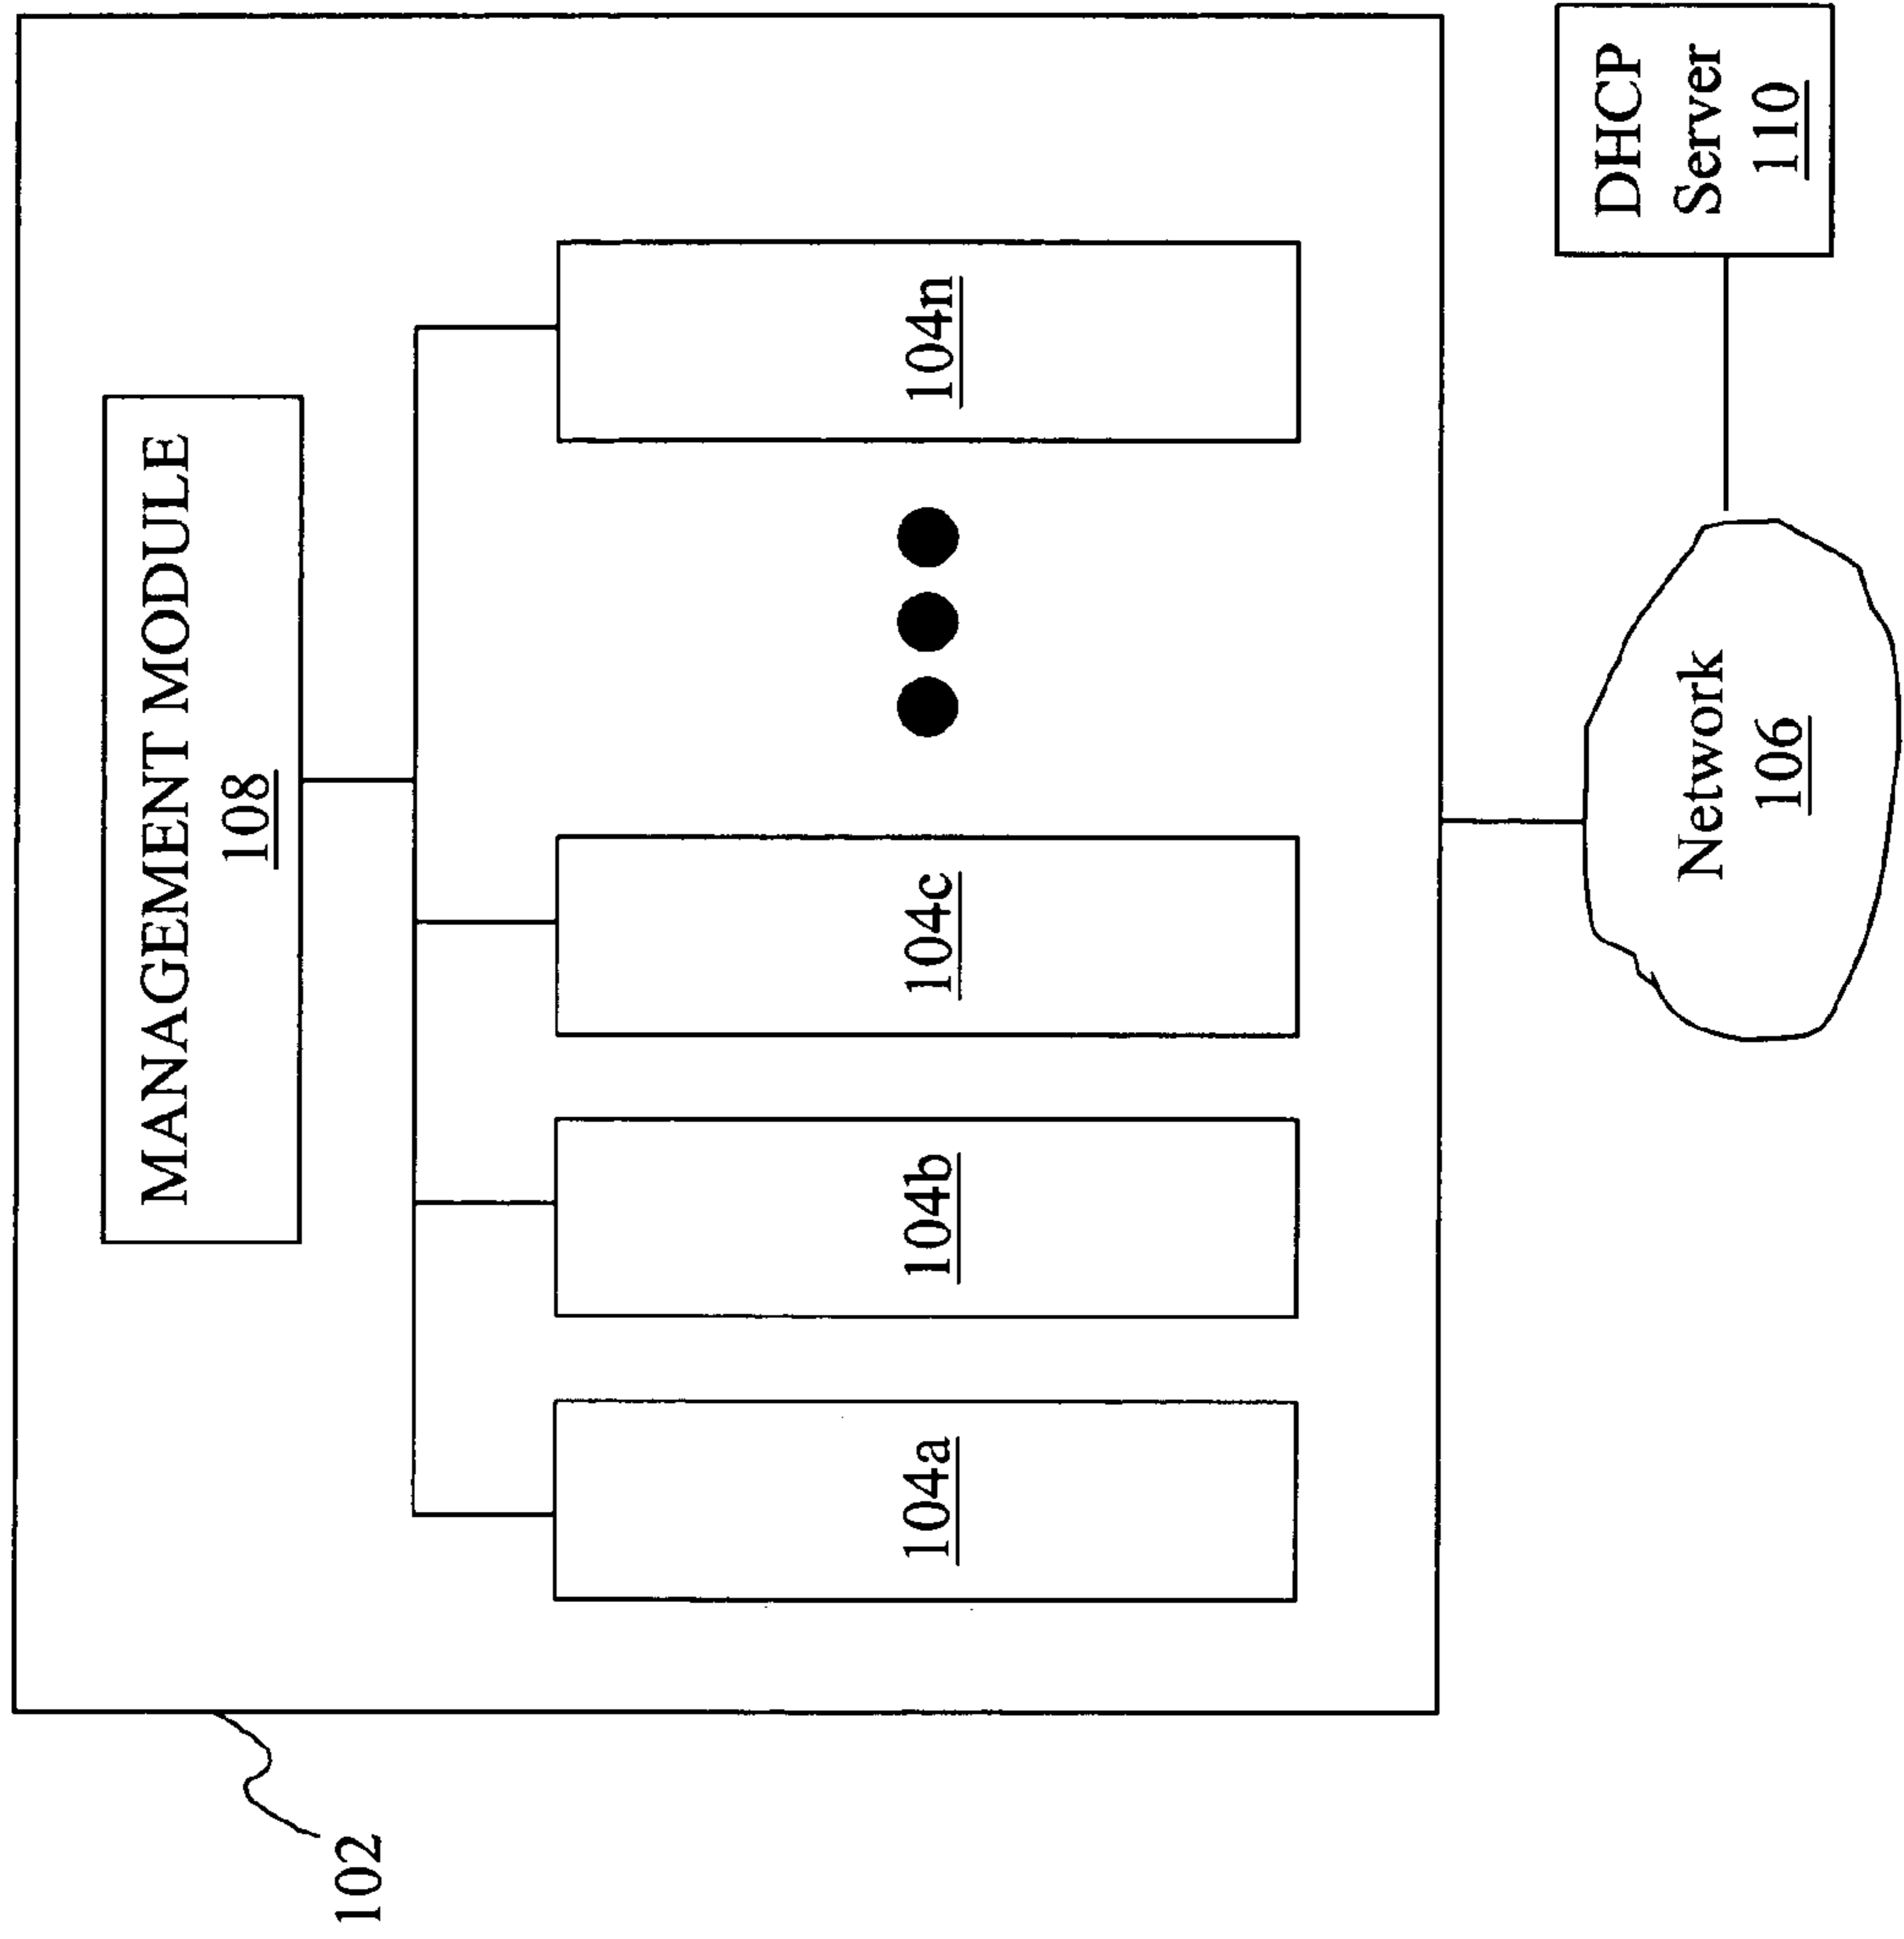 102
MANAGEMENT MODULE
108
104a
104b
104c
104n
Network
106
DHCP
Server
110